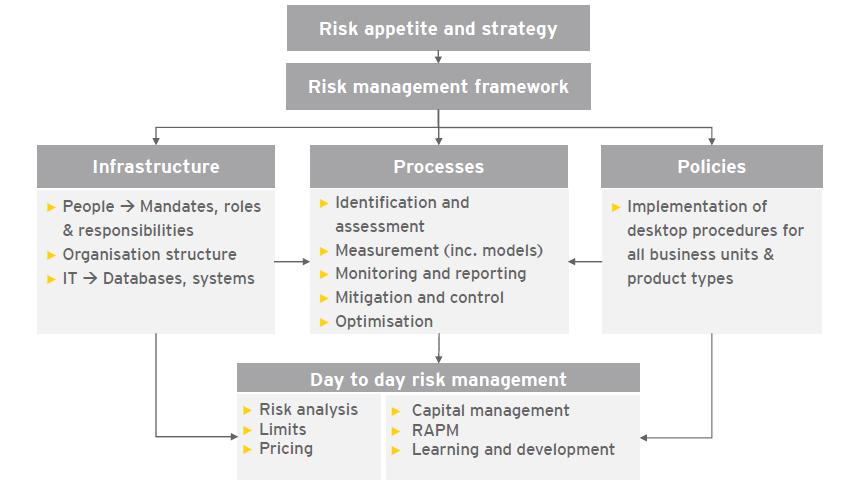 Risk appetite and strategy
Risk management framework
Infrastructure
► People → Mandates, roles
& responsibilities
► Organisation structure
► IT → Databases, systems
Processes
► Identification and
assessment
► Measurement (inc. models)
► Monitoring and reporting
► Mitigation and control
► Optimisation
Policies
► Implementation of
desktop procedures for
all business units &
product types
Day to day risk management
► Risk analysis
► Limits
► Pricing
► Capital management
► RAPM
► Learning and development